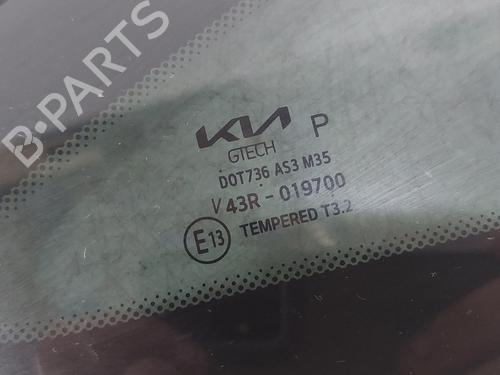 B-PARTS
KIA P
GTECH
DOT736 AS3 M35
V 43R - 019700
E13 TEMPERED T3.2